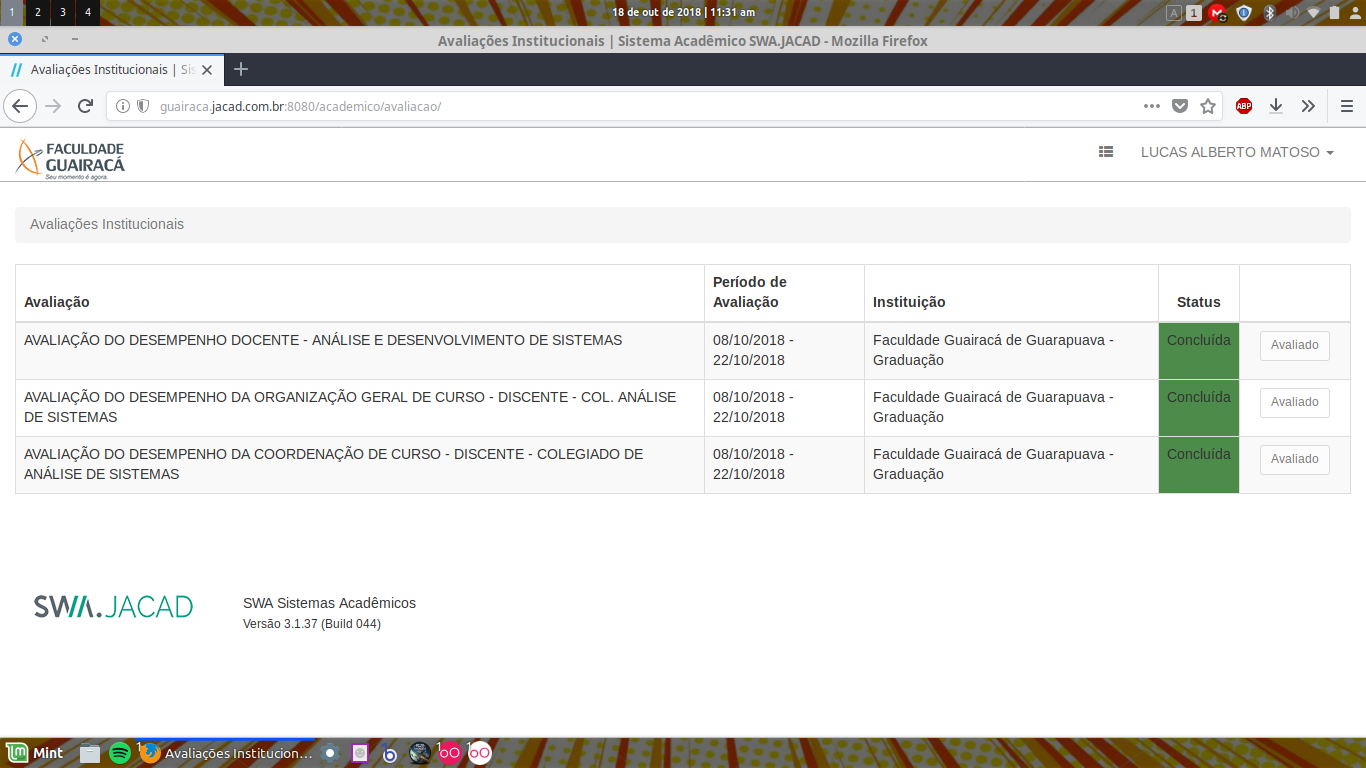 1 2 3 4 18 de out de 2018 | 11:31 am A 1
Avaliações Institucionais | Sistema Acadêmico SWA.JACAD - Mozilla Firefox
Avaliações Institucionais | Sis
guairaca.jacad.com.br:8080/academico/avaliacao/ ABP
FACULDADE
GUAIRACÁ
Seu momento é agora.
LUCAS ALBERTO MATOSO
Avaliações Institucionais
Avaliação Período de Avaliação Instituição Status
AVALIAÇÃO DO DESEMPENHO DOCENTE - ANÁLISE E DESENVOLVIMENTO DE SISTEMAS 08/10/2018 - Faculdade Guairacá de Guarapuava - Concluída Avaliado
22/10/2018 Graduação
AVALIAÇÃO DO DESEMPENHO DA ORGANIZAÇÃO GERAL DE CURSO - DISCENTE - COL. ANÁLISE 08/10/2018 - Faculdade Guairacá de Guarapuava - Concluída Avaliado
DE SISTEMAS 22/10/2018 Graduação
AVALIAÇÃO DO DESEMPENHO DA COORDENAÇÃO DE CURSO - DISCENTE - COLEGIADO DE 08/10/2018 - Faculdade Guairacá de Guarapuava - Concluída Avaliado
ANÁLISE DE SISTEMAS 22/10/2018 Graduação
SWA.JACAD
SWA Sistemas Acadêmicos
Versão 3.1.37 (Build 044)
Mint 1 Avaliações Institucion... 1 1